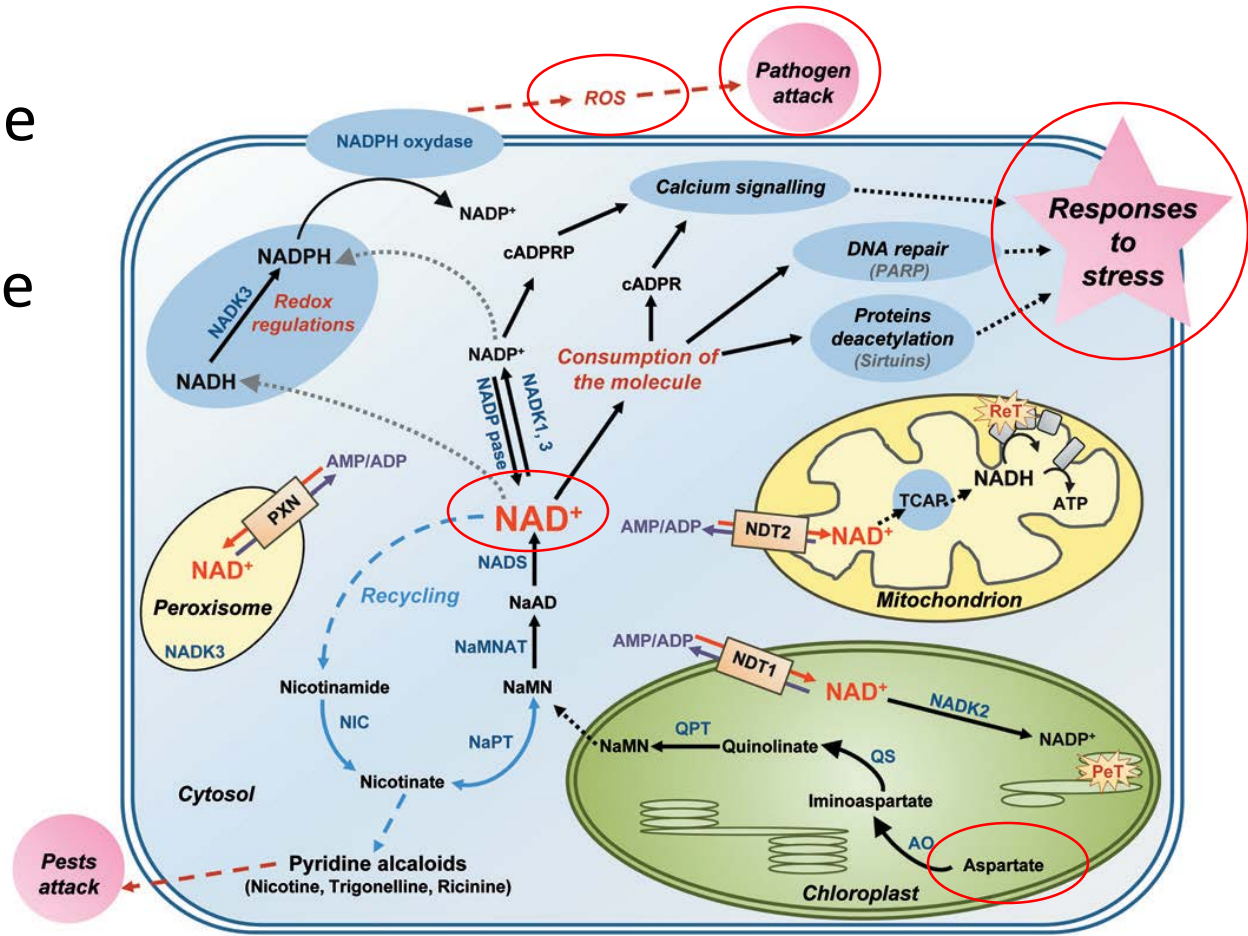 e
e
ROS
Pathogen
attack
NADPH oxydase
NADP⁺
Calcium signalling
Responses
to
stress
NADPH
NADK3
Redox
regulations
NADH
cADPRP
cADPR
DNA repair
(PARP)
Proteins
deacetylation
(Sirtuins)
NADP⁺
Consumption of
the molecule
NADP pase
NADK1, 3
AMP/ADP
PXN
NAD⁺
Peroxisome
NADK3
NAD⁺
NADS
Recycling
NaAD
NaMNAT
NaMN
Nicotinamide
NIC
NaPT
Nicotinate
Cytosol
Pyridine alcaloids
(Nicotine, Trigonelline, Ricinine)
Pests
attack
ReT
NADH
TCAP
ATP
AMP/ADP
NDT2
NAD⁺
Mitochondrion
AMP/ADP
NDT1
NAD⁺
NADK2
NADP⁺
PeT
NaMN
QPT
Quinolinate
QS
Iminoaspartate
AO
Aspartate
Chloroplast